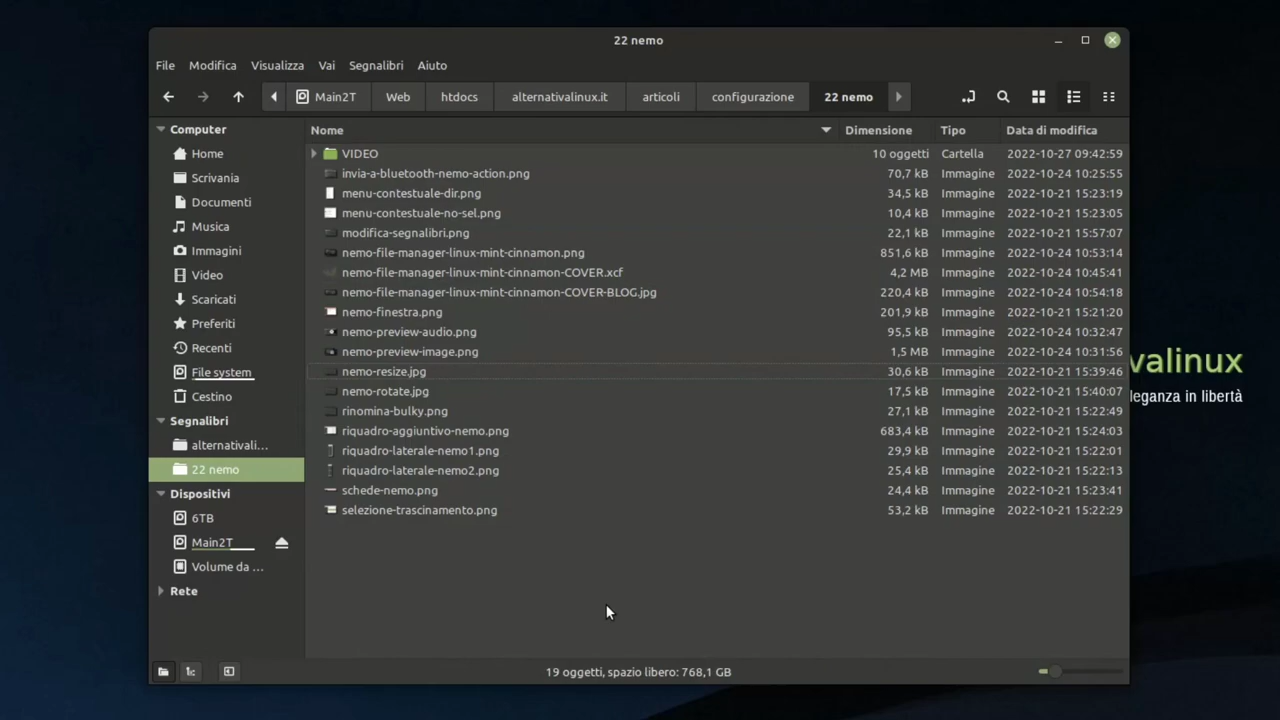 22 nemo
File Modifica Visualizza Vai Segnalibri Aiuto
Main2T Web htdocs alternativalinux.it articoli configurazione 22 nemo
Computer
Home
Scrivania
Documenti
Musica
Immagini
Video
Scaricati
Preferiti
Recenti
File system
Cestino
Segnalibri
alternativali...
22 nemo
Dispositivi
6TB
Main2T
Volume da ...
Rete
Nome Dimensione Tipo Data di modifica
VIDEO 10 oggetti Cartella 2022-10-27 09:42:59
invia-a-bluetooth-nemo-action.png 70,7 kB Immagine 2022-10-24 10:25:55
menu-contestuale-dir.png 34,5 kB Immagine 2022-10-21 15:23:19
menu-contestuale-no-sel.png 10,4 kB Immagine 2022-10-21 15:23:05
modifica-segnalibri.png 22,1 kB Immagine 2022-10-21 15:57:07
nemo-file-manager-linux-mint-cinnamon.png 851,6 kB Immagine 2022-10-24 10:53:14
nemo-file-manager-linux-mint-cinnamon-COVER.xcf 4,2 MB Immagine 2022-10-24 10:45:41
nemo-file-manager-linux-mint-cinnamon-COVER-BLOG.jpg 220,4 kB Immagine 2022-10-24 10:54:18
nemo-finestra.png 201,9 kB Immagine 2022-10-21 15:21:20
nemo-preview-audio.png 95,5 kB Immagine 2022-10-24 10:32:47
nemo-preview-image.png 1,5 MB Immagine 2022-10-24 10:31:56
nemo-resize.jpg 30,6 kB Immagine 2022-10-21 15:39:46
nemo-rotate.jpg 17,5 kB Immagine 2022-10-21 15:40:07
rinomina-bulky.png 27,1 kB Immagine 2022-10-21 15:22:49
riquadro-aggiuntivo-nemo.png 683,4 kB Immagine 2022-10-21 15:24:03
riquadro-laterale-nemo1.png 29,9 kB Immagine 2022-10-21 15:22:01
riquadro-laterale-nemo2.png 25,4 kB Immagine 2022-10-21 15:22:13
schede-nemo.png 24,4 kB Immagine 2022-10-21 15:23:41
selezione-trascinamento.png 53,2 kB Immagine 2022-10-21 15:22:29
19 oggetti, spazio libero: 768,1 GB
valinux
leganza in libertà